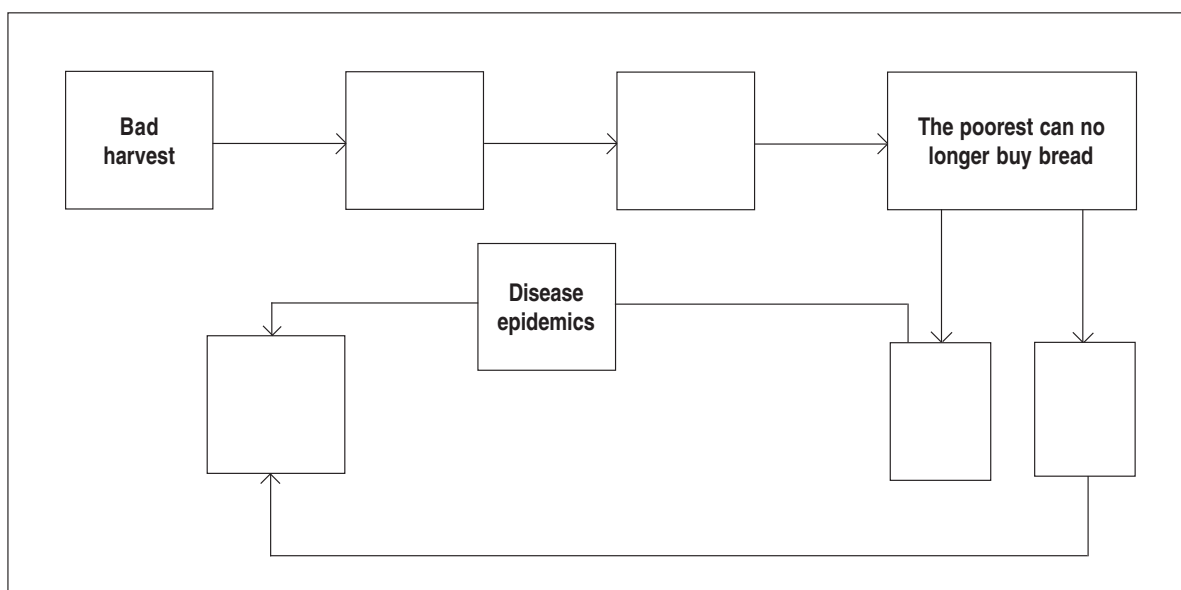 Bad
harvest
The poorest can no
longer buy bread
Disease
epidemics